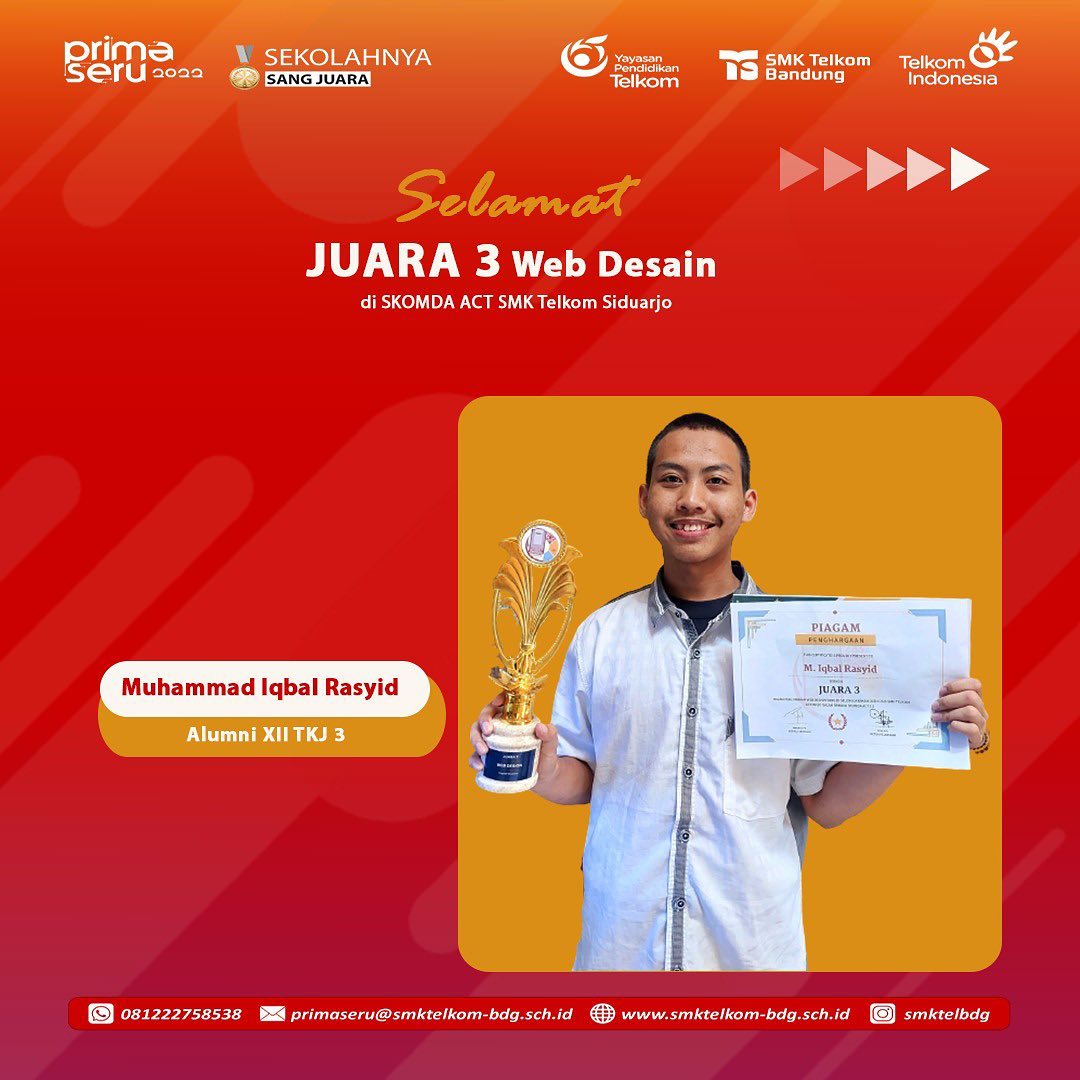 prima
seru 2022
SEKOLAHNYA
SANG JUARA
Yayasan
Pendidikan
Telkom
SMK Telkom
Bandung
Telkom
Indonesia
Selamat
JUARA 3 Web Desain
di SKOMDA ACT SMK Telkom Siduarjo
PIAGAM
PENGHARGAAN
M. Iqbal Rasyid
JUARA 3
WEB DESIGN
Muhammad Iqbal Rasyid
Alumni XII TKJ 3
081222758538 primaseru@smktelkom-bdg.sch.id www.smktelkom-bdg.sch.id smktelbdg